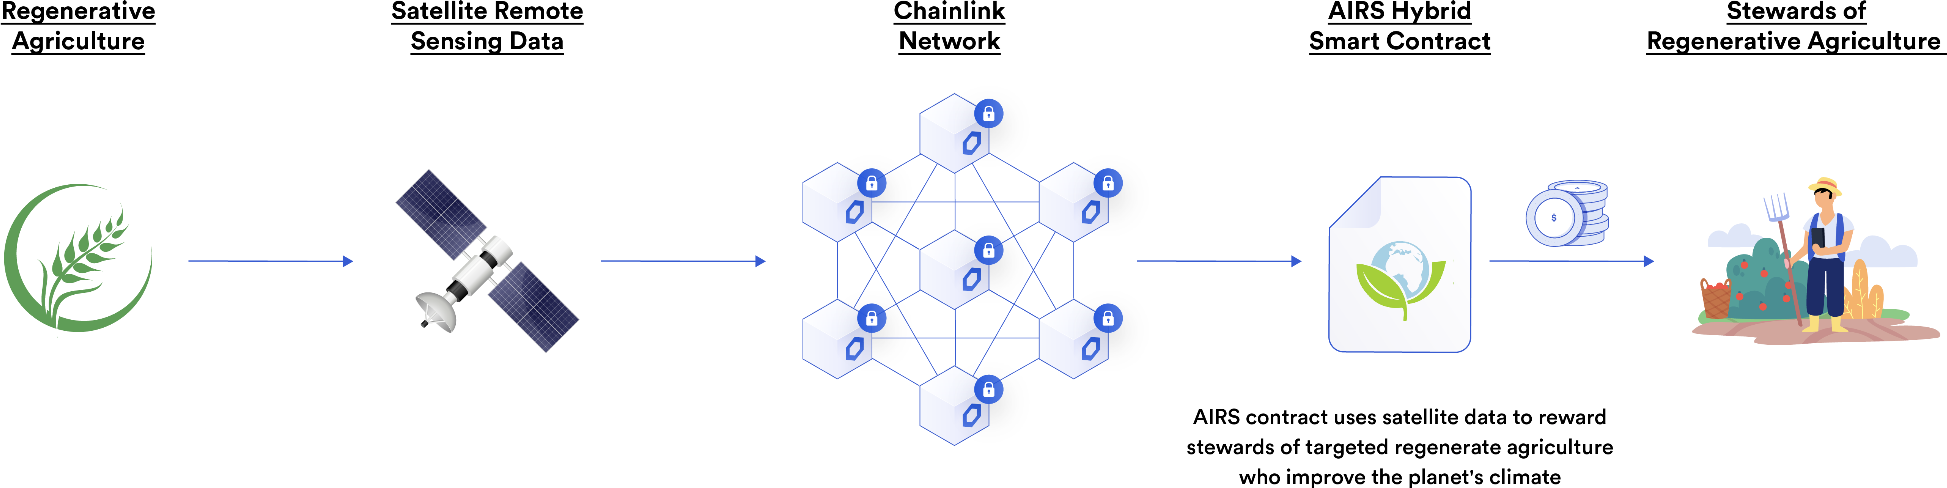 Regenerative
Agriculture
Satellite Remote
Sensing Data
Chainlink
Network
AIRS Hybrid
Smart Contract
Stewards of
Regenerative Agriculture
$
AIRS contract uses satellite data to reward
stewards of targeted regenerate agriculture
who improve the planet's climate